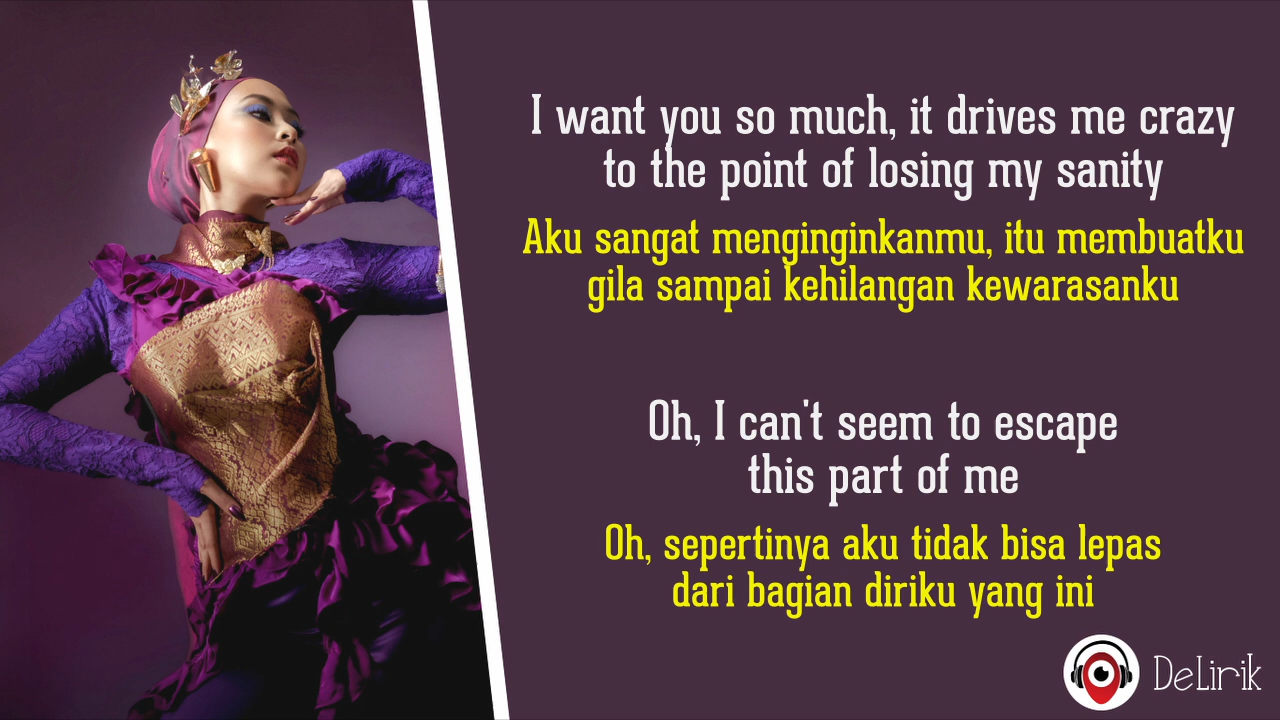 I want you so much, it drives me crazy
to the point of losing my sanity
Aku sangat menginginkanmu, itu membuatku
gila sampai kehilangan kewarasanku
Oh, I can't seem to escape
this part of me
Oh, sepertinya aku tidak bisa lepas
dari bagian diriku yang ini
DeLirik